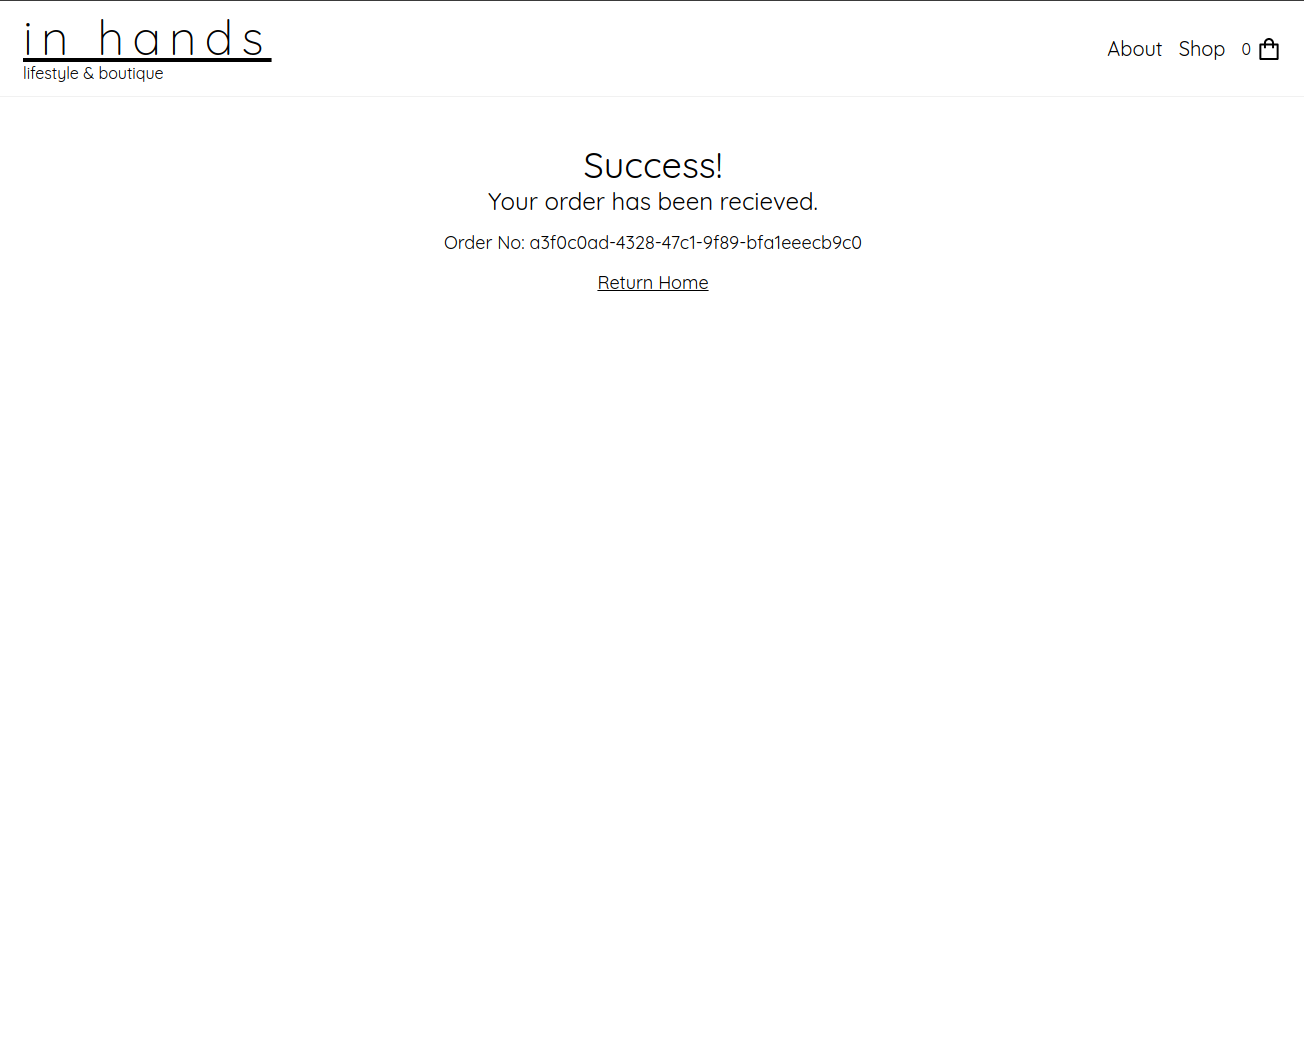 in hands
lifestyle & boutique
About Shop 0
Success!
Your order has been recieved.
Order No: a3f0c0ad-4328-47c1-9f89-bfa1eeecb9c0
Return Home